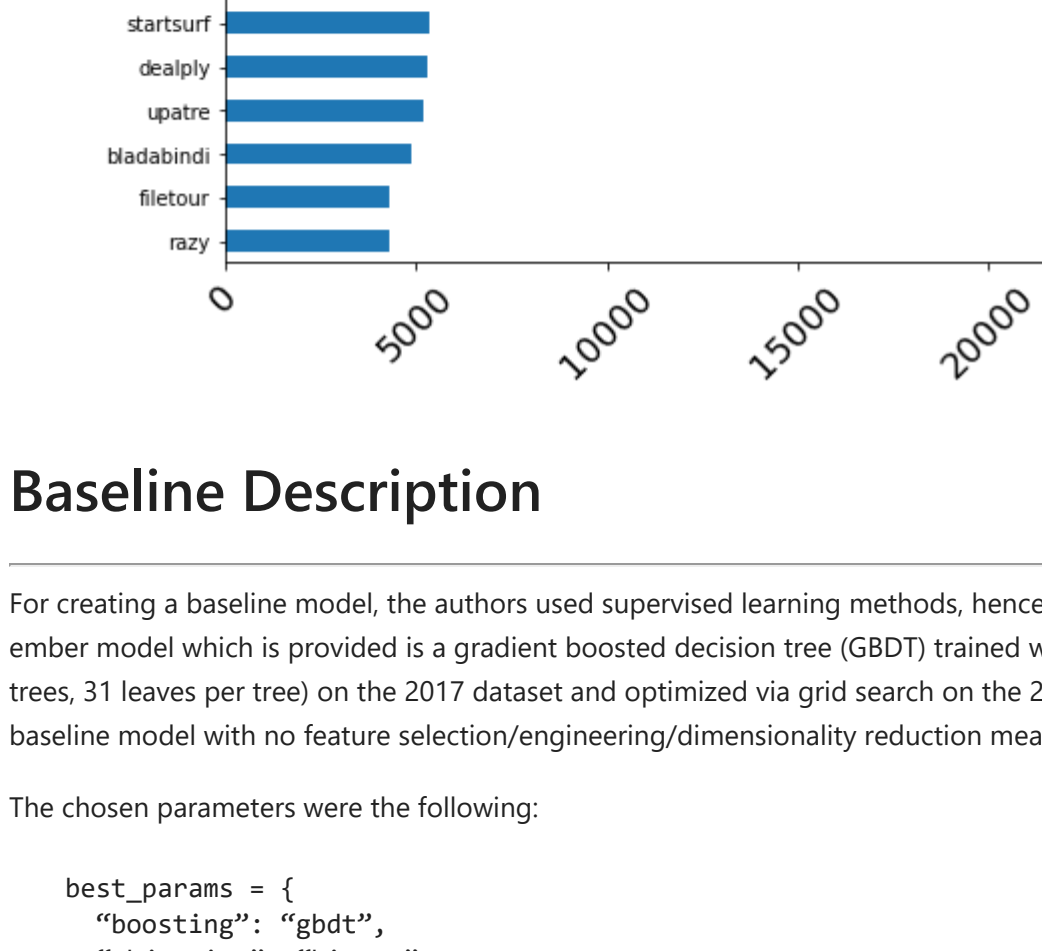 startsurf
dealply
upatre
bladabindi
filetour
razy
0
5000
10000
15000
20000
Baseline Description
For creating a baseline model, the authors used supervised learning methods, hence
ember model which is provided is a gradient boosted decision tree (GBDT) trained
trees, 31 leaves per tree) on the 2017 dataset and optimized via grid search on the
baseline model with no feature selection/engineering/dimensionality reduction
The chosen parameters were the following:
best_params = {
“boosting”: “gbdt”,